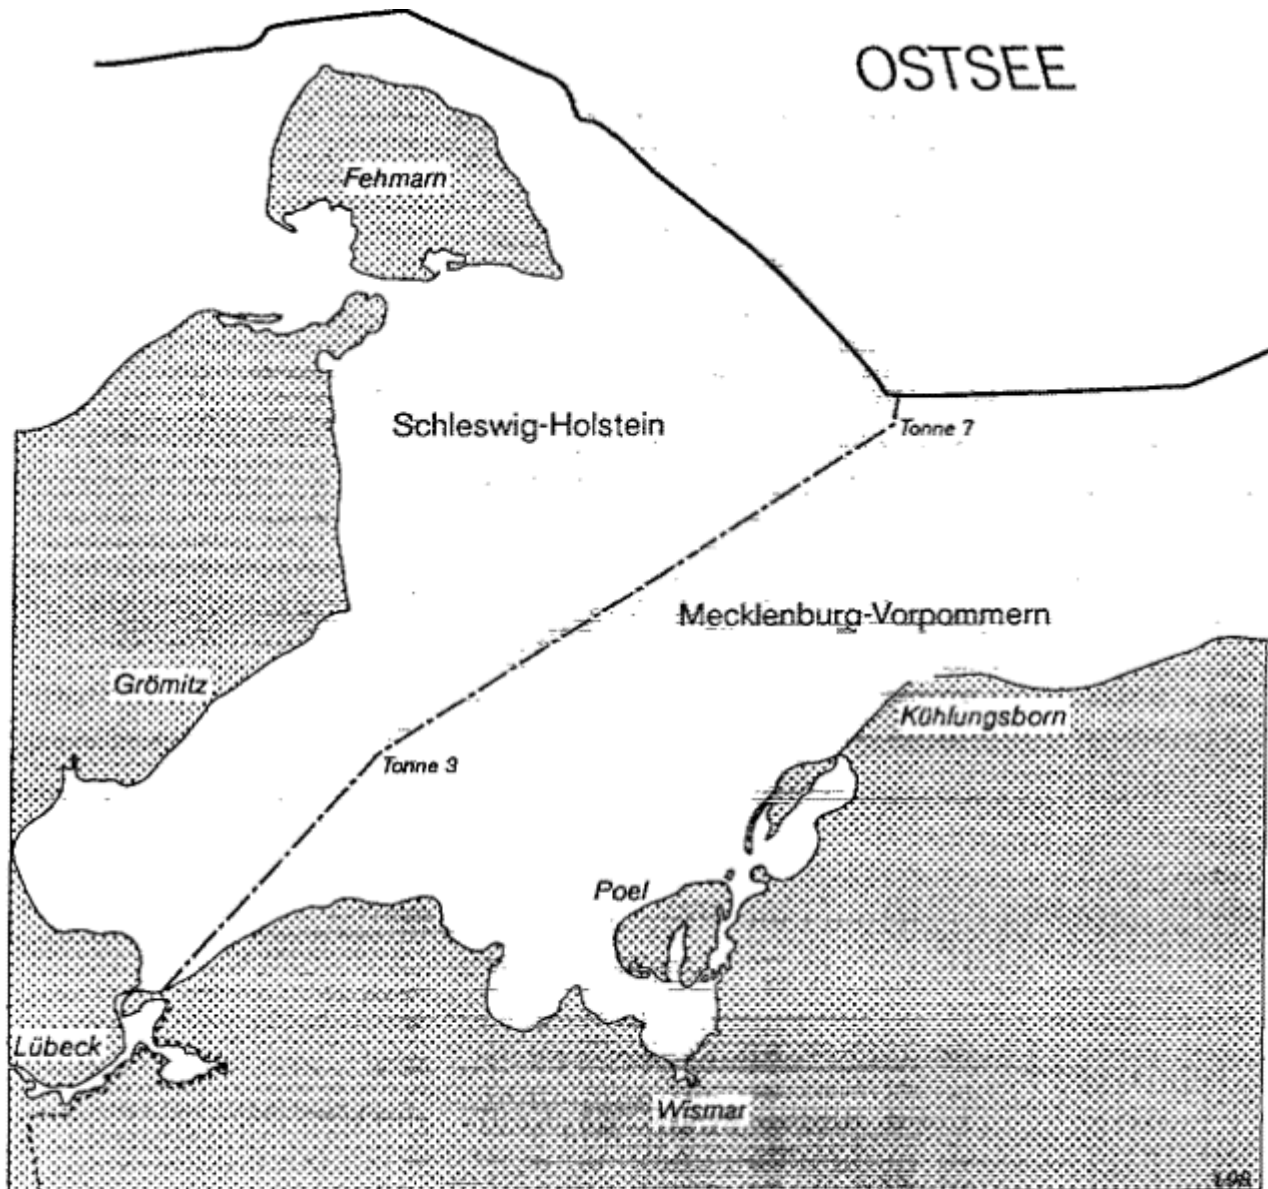 OSTSEE
Fehmarn
Schleswig-Holstein
Tonne 7
Mecklenburg-Vorpommern
Grömitz
Kühlungsborn
Tonne 3
Poel
Lübeck
Wismar